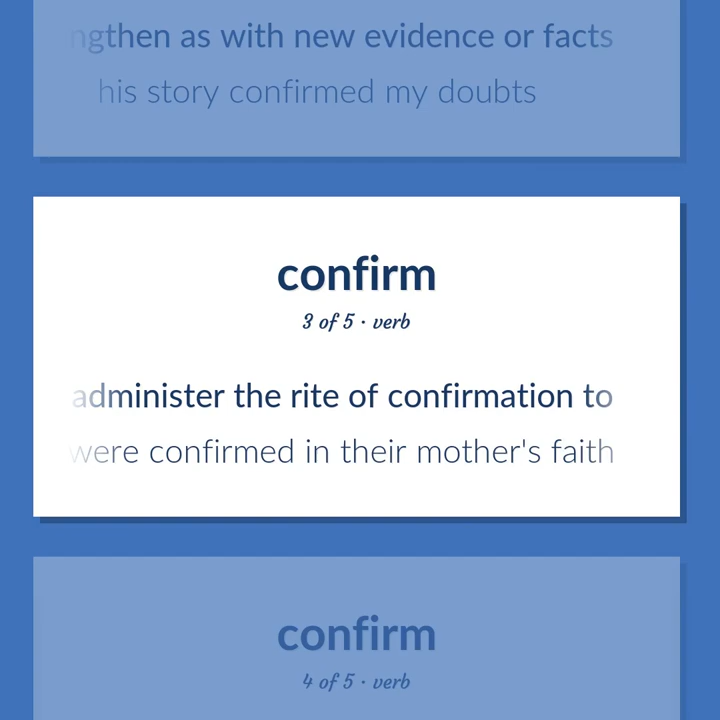 ngthen as with new evidence or facts
his story confirmed my doubts
confirm
3 of 5 · verb
administer the rite of confirmation to
were confirmed in their mother's faith
confirm
4 of 5 · verb